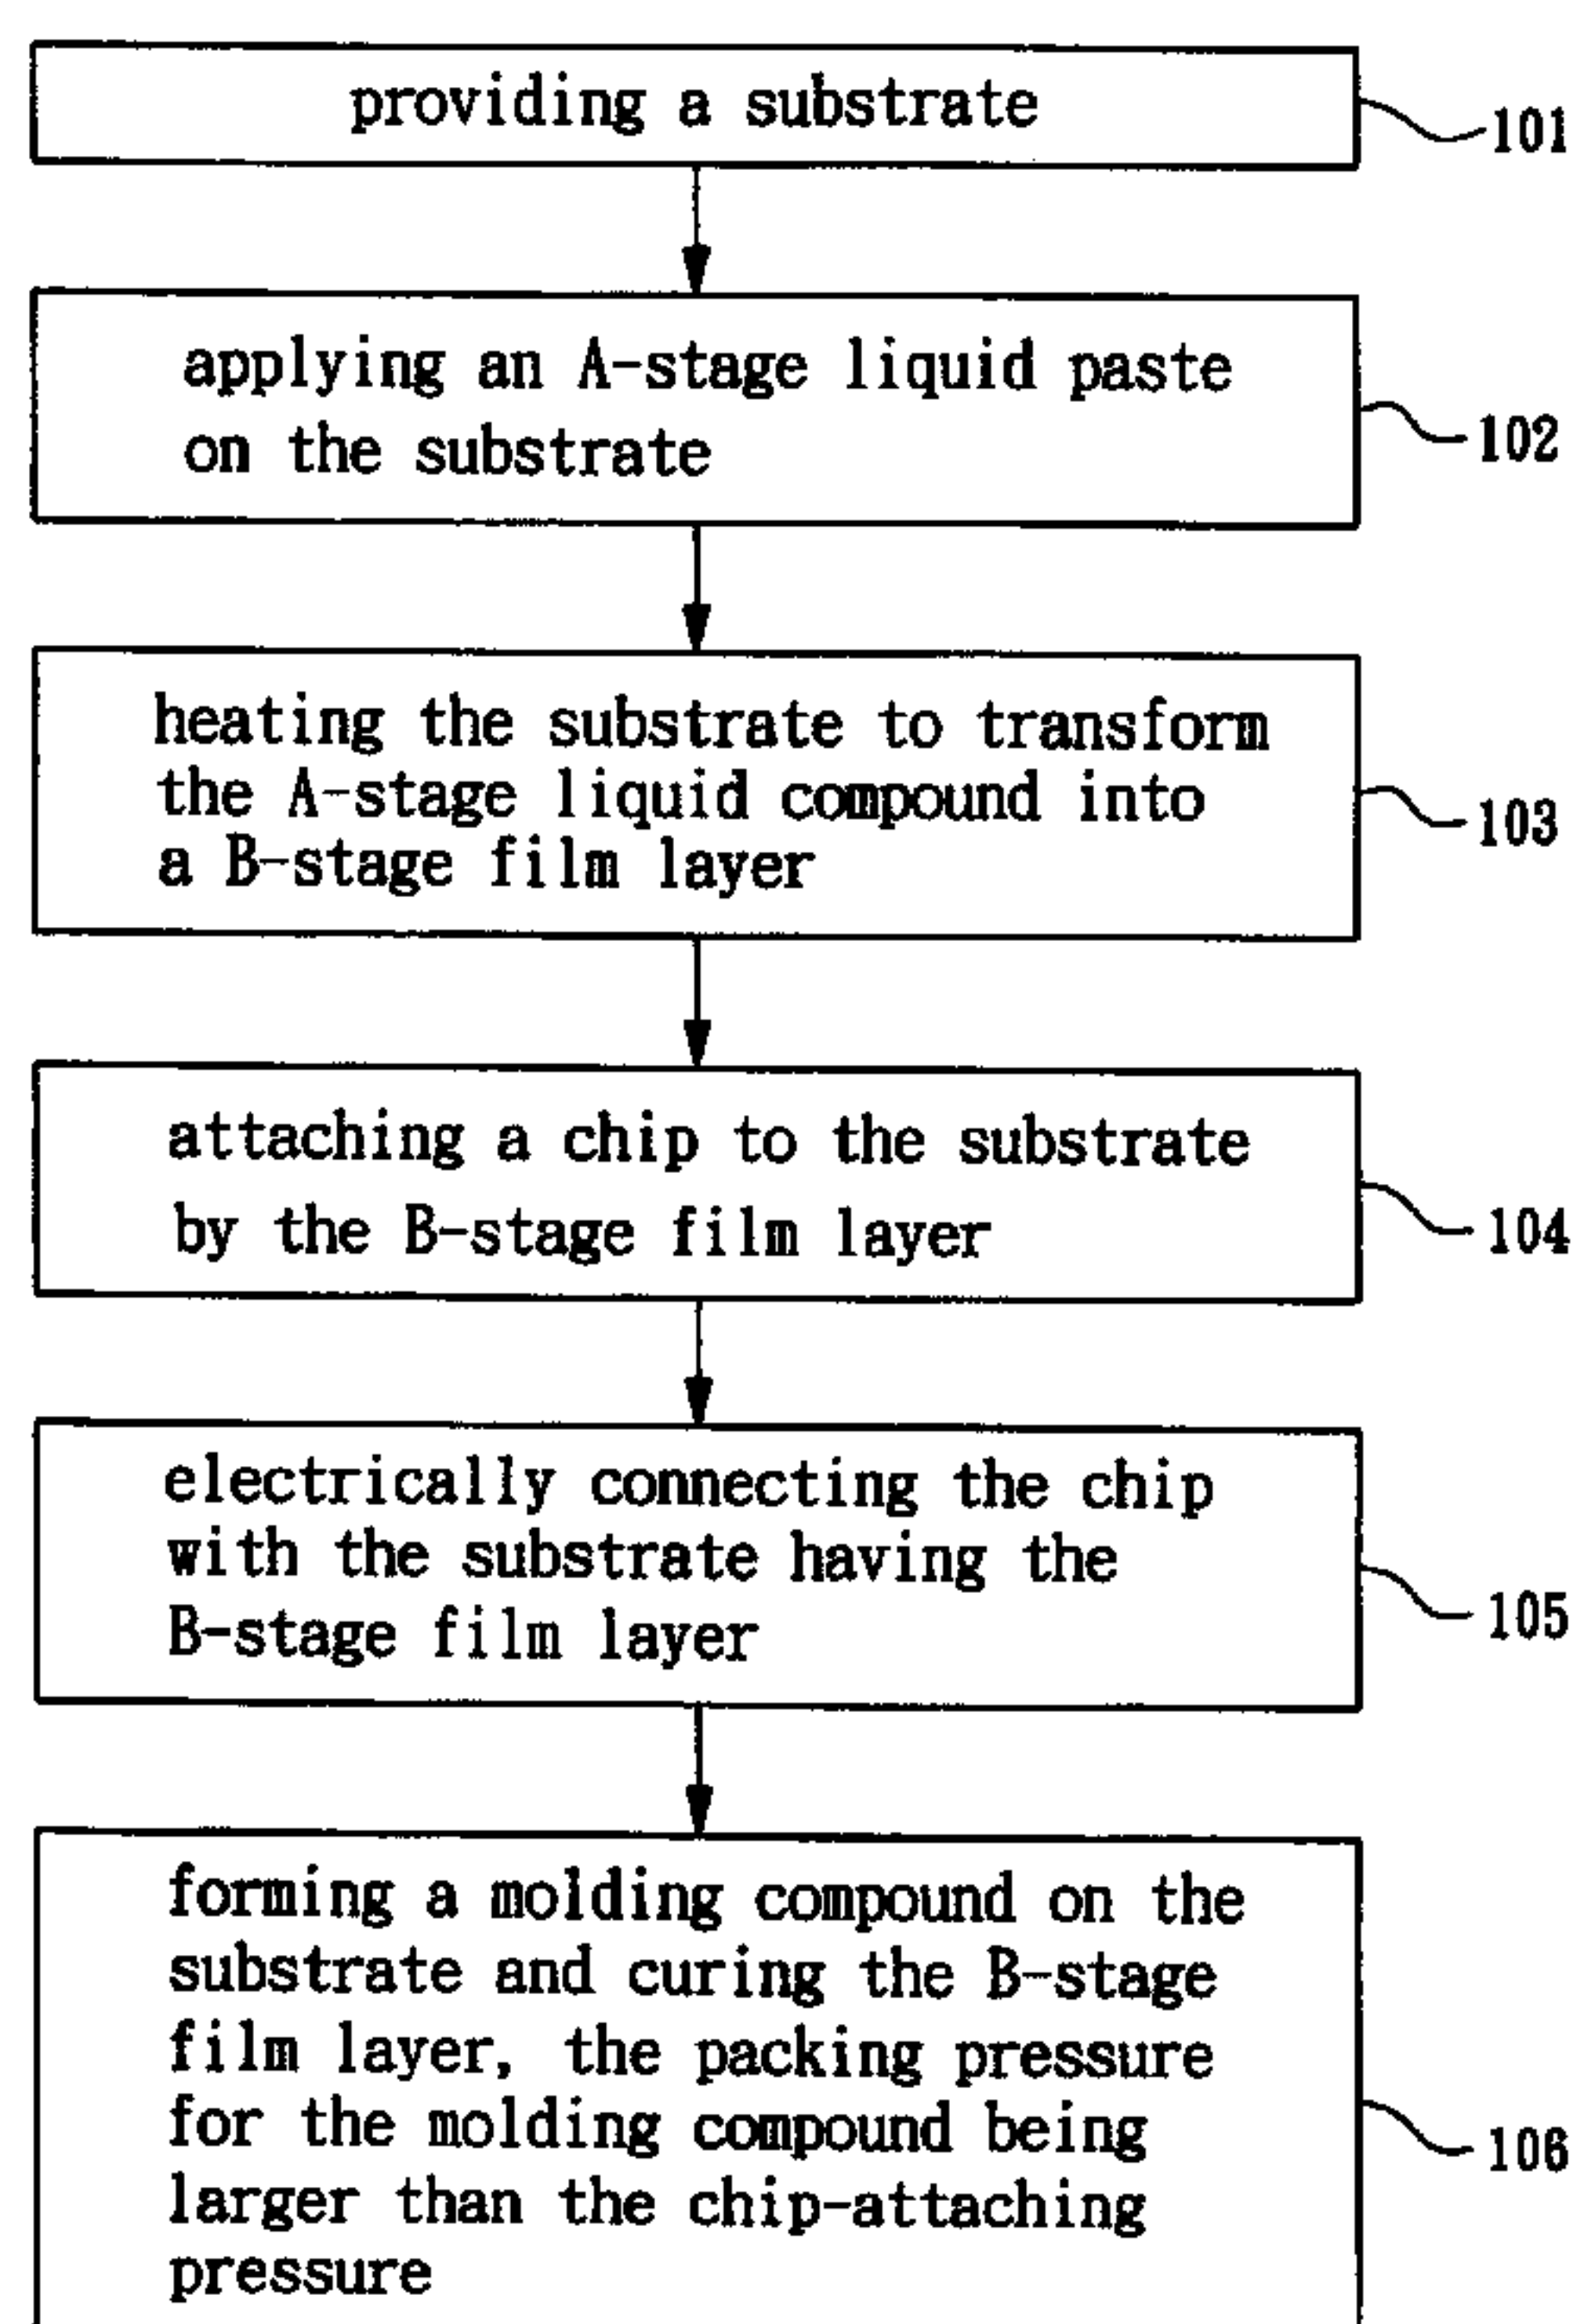 providing a substrate
101
applying an A-stage liquid paste
on the substrate
102
heating the substrate to transform
the A-stage liquid compound into
a B-stage film layer
103
attaching a chip to the substrate
by the B-stage film layer
104
electrically connecting the chip
with the substrate having the
B-stage film layer
105
forming a molding compound on the
substrate and curing the B-stage
film layer, the packing pressure
for the molding compound being
larger than the chip-attaching
pressure
106